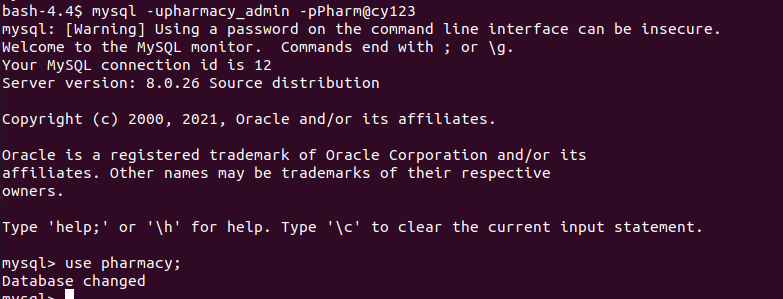 bash-4.4$ mysql -upharmacy_admin -pPharm@cy123
mysql: [Warning] Using a password on the command line interface can be insecure.
Welcome to the MySQL monitor.  Commands end with ; or \g.
Your MySQL connection id is 12
Server version: 8.0.26 Source distribution

Copyright (c) 2000, 2021, Oracle and/or its affiliates.

Oracle is a registered trademark of Oracle Corporation and/or its
affiliates. Other names may be trademarks of their respective
owners.

Type 'help;' or '\h' for help. Type '\c' to clear the current input statement.

mysql> use pharmacy;
Database changed
mysql>